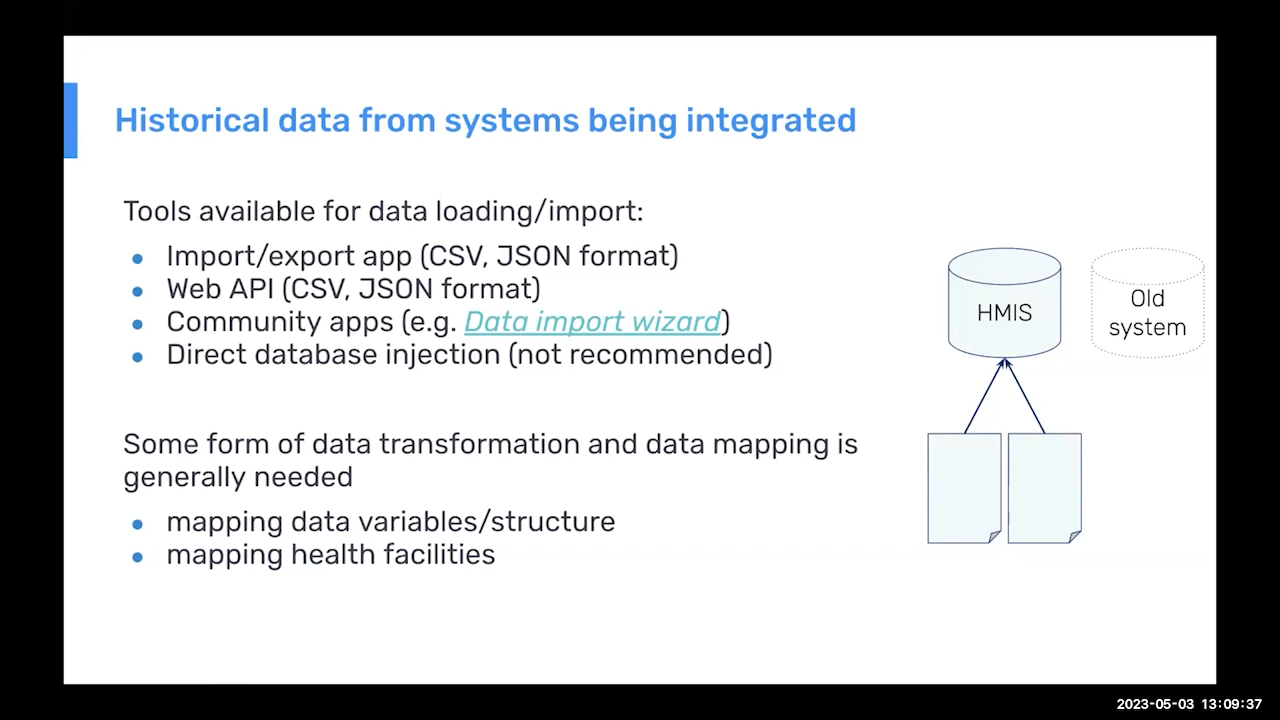 Historical data from systems being integrated
Tools available for data loading/import:
● Import/export app (CSV, JSON format)
● Web API (CSV, JSON format)
● Community apps (e.g. Data import wizard)
● Direct database injection (not recommended)
Some form of data transformation and data mapping is
generally needed
● mapping data variables/structure
● mapping health facilities
HMIS
Old
system
2023-05-03 13:09:37